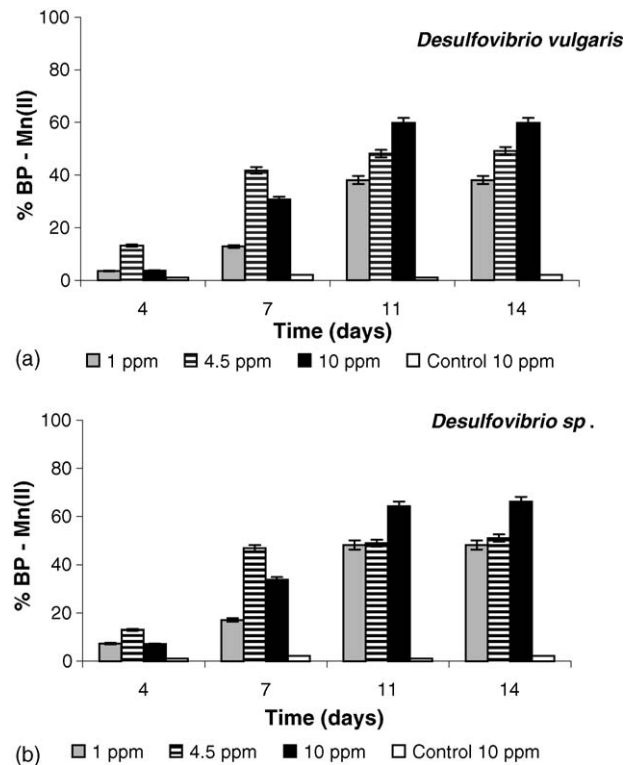 100
Desulfovibrio vulgaris
80
60
40
20
0
% BP - Mn(II)
4 7 11 14
Time (days)
(a) 1 ppm 4.5 ppm 10 ppm Control 10 ppm
100
Desulfovibrio sp .
80
60
40
20
0
% BP - Mn(II)
4 7 11 14
Time (days)
(b) 1 ppm 4.5 ppm 10 ppm Control 10 ppm